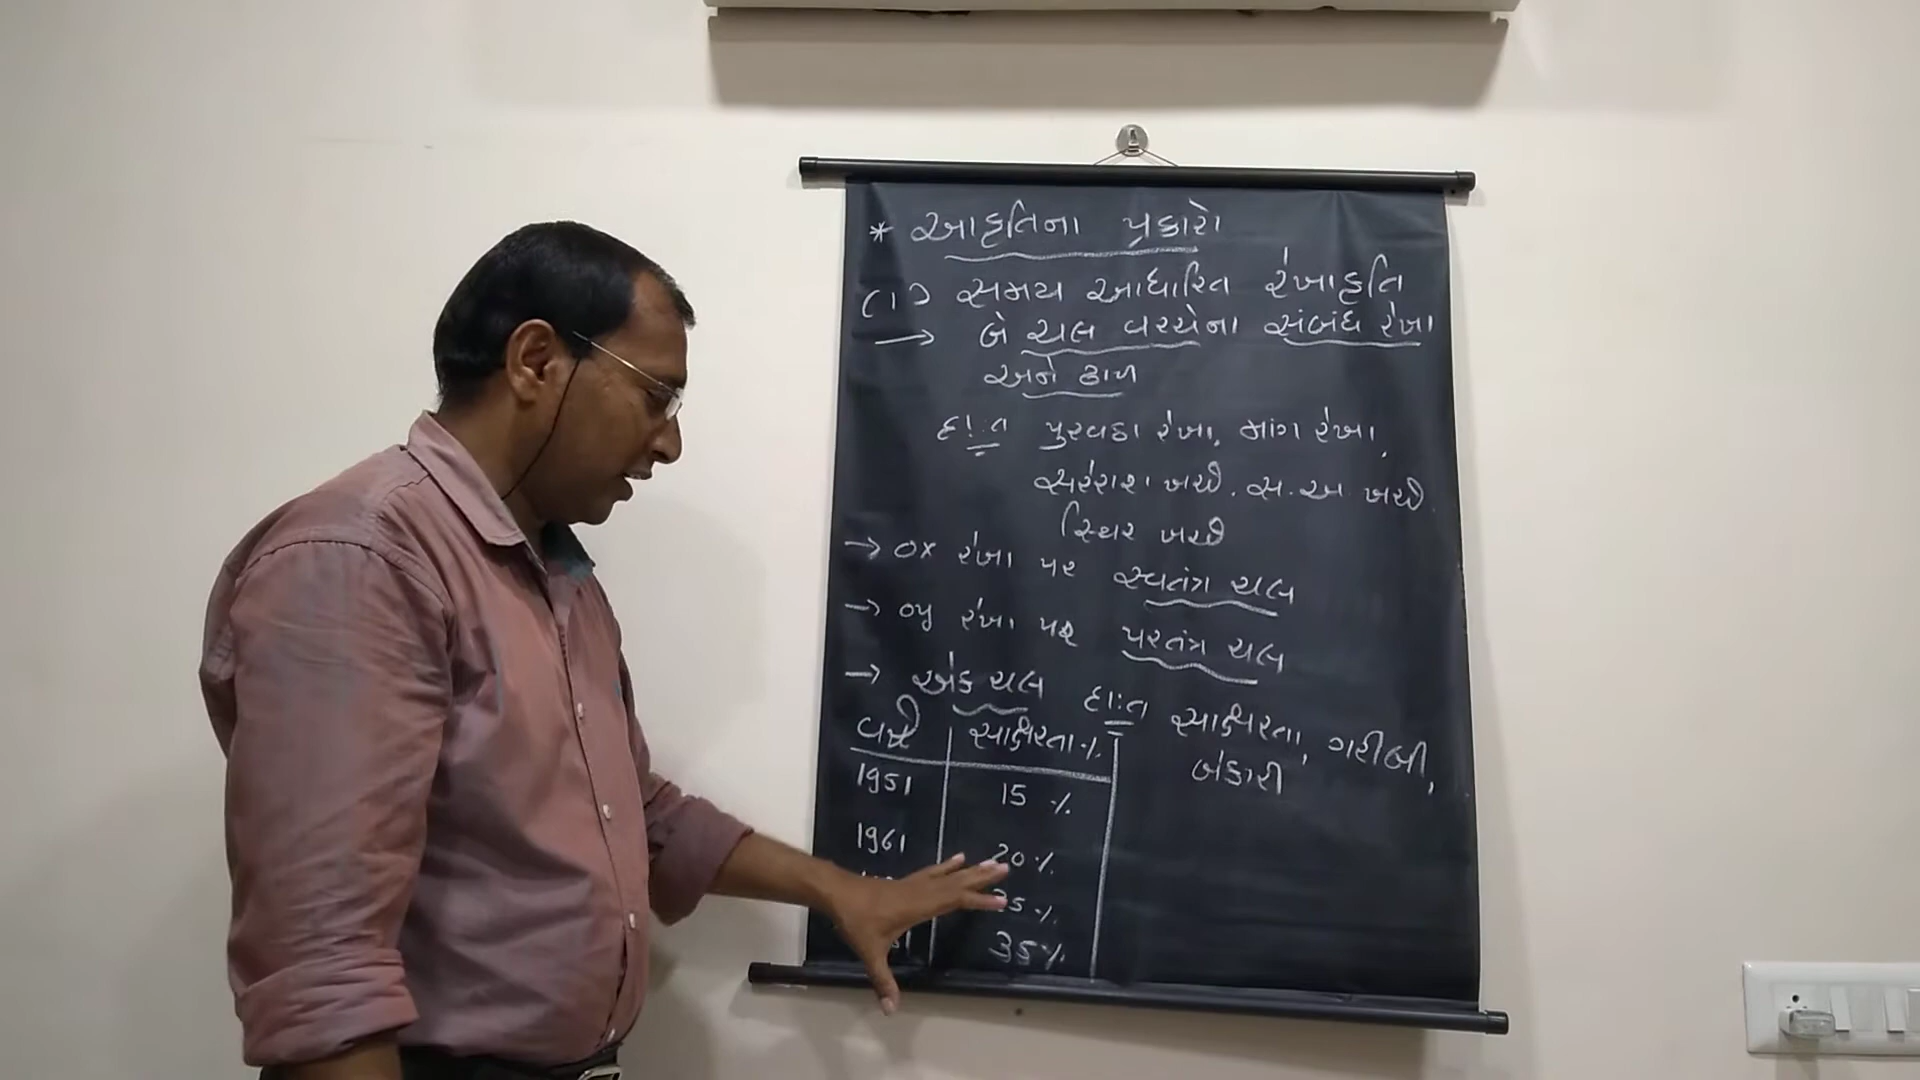 * આકૃતિના પ્રકારો
(1) સમય આધારિત રેખાકૃતિ
→ બે ચલ વચ્ચેના સંબંધ રેખા
અને ઢાળ
દા.ત પુરવઠા રેખા, માંગ રેખા,
સરેરાશ ખર્ચ, સ.અ. ખર્ચ
સ્થિર ખર્ચ
→ ox રેખા પર સ્વતંત્ર ચલ
→ oy રેખા પર પરતંત્ર ચલ
→ એક ચલ દા:ત સાક્ષરતા, ગરીબી,
બેકારી
વર્ષ સાક્ષરતા %
1951 15 %
1961 20 %
25 %
35 %